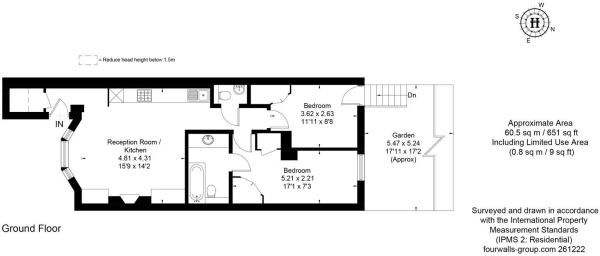 W
S
N
E
= Reduce head height below 1.5m
IN
Dn
Bedroom
3.62 x 2.63
11'11 x 8'8
Reception Room /
Kitchen
4.81 x 4.31
15'9 x 14'2
Garden
5.47 x 5.24
17'11 x 17'2
(Approx)
Bedroom
5.21 x 2.21
17'1 x 7'3
Approximate Area
60.5 sq m / 651 sq ft
Including Limited Use Area
(0.8 sq m / 9 sq ft)
Ground Floor
Surveyed and drawn in accordance
with the International Property
Measurement Standards
(IPMS 2: Residential)
fourwalls-group.com 261222